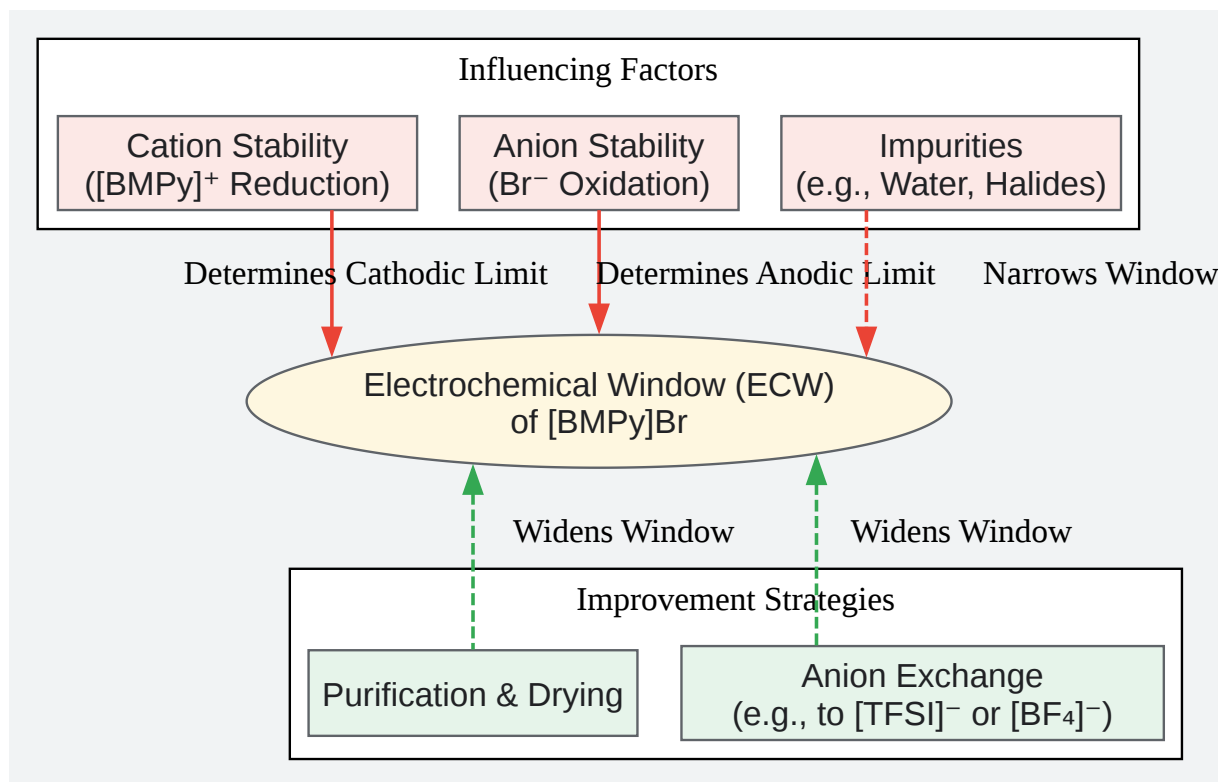 Influencing Factors
Cation Stability
([BMPy]⁺ Reduction)
Anion Stability
(Br⁻ Oxidation)
Impurities
(e.g., Water, Halides)
Determines Cathodic Limit
Determines Anodic Limit
Narrows Window
Electrochemical Window (ECW)
of [BMPy]Br
Widens Window
Widens Window
Improvement Strategies
Purification & Drying
Anion Exchange
(e.g., to [TFSI]⁻ or [BF₄]⁻)